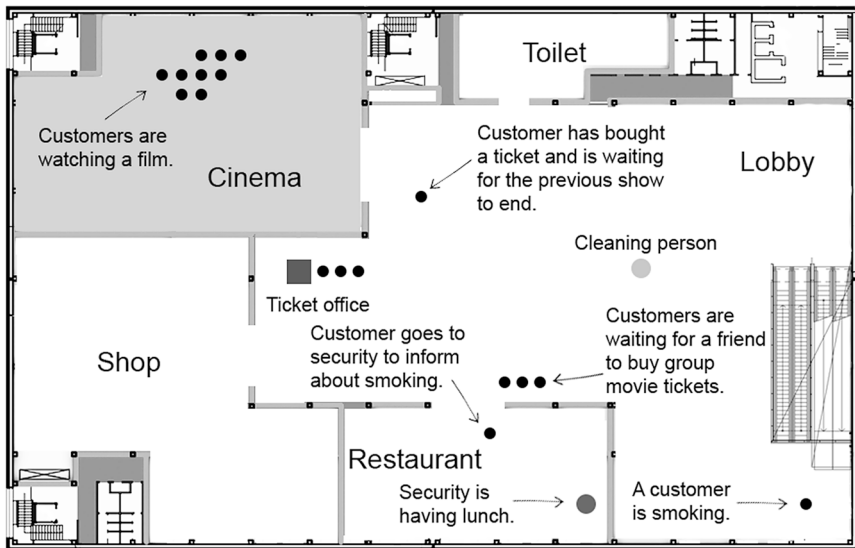 Toilet
Customers are
watching a film.
Cinema
Customer has bought
a ticket and is waiting
for the previous show
to end.
Lobby
Cleaning person
Ticket office
Customer goes to
security to inform
about smoking.
Customers are
waiting for a friend
to buy group
movie tickets.
Shop
Restaurant
Security is
having lunch.
A customer
is smoking.